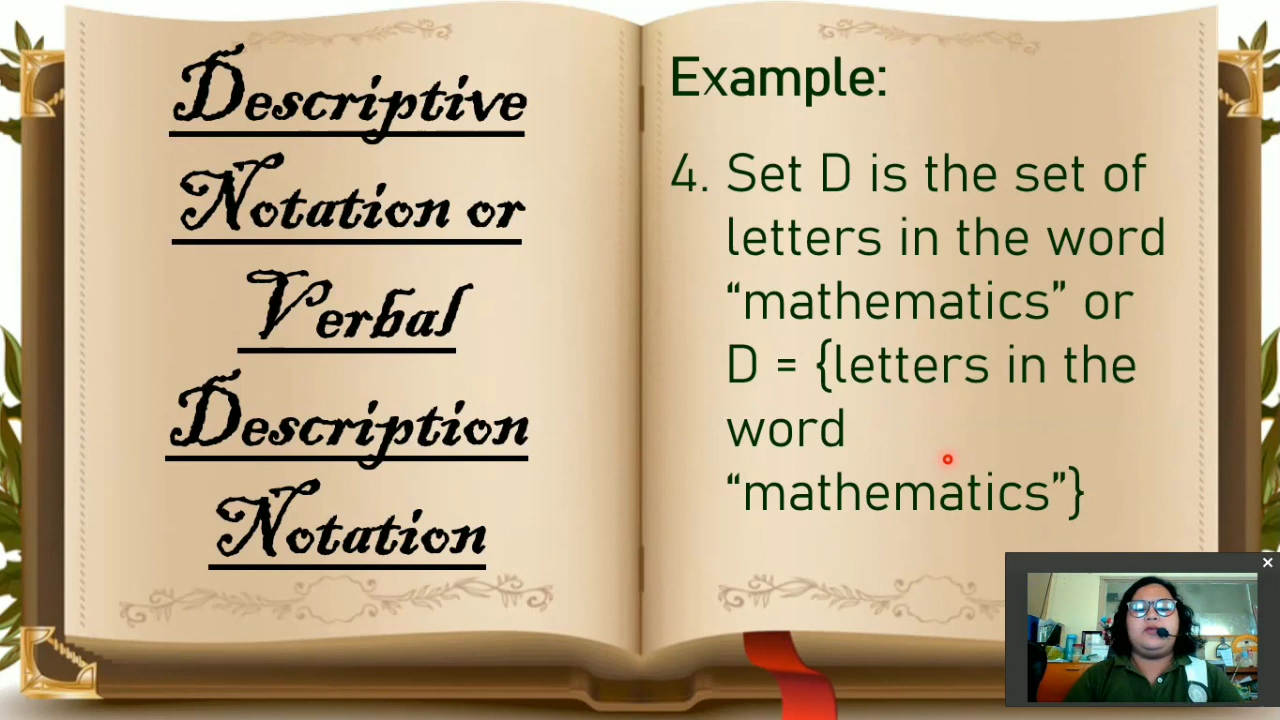 Descriptive
Notation or
Verbal
Description
Notation
Example:
4. Set D is the set of
letters in the word
“mathematics” or
D = {letters in the
word
“mathematics”}